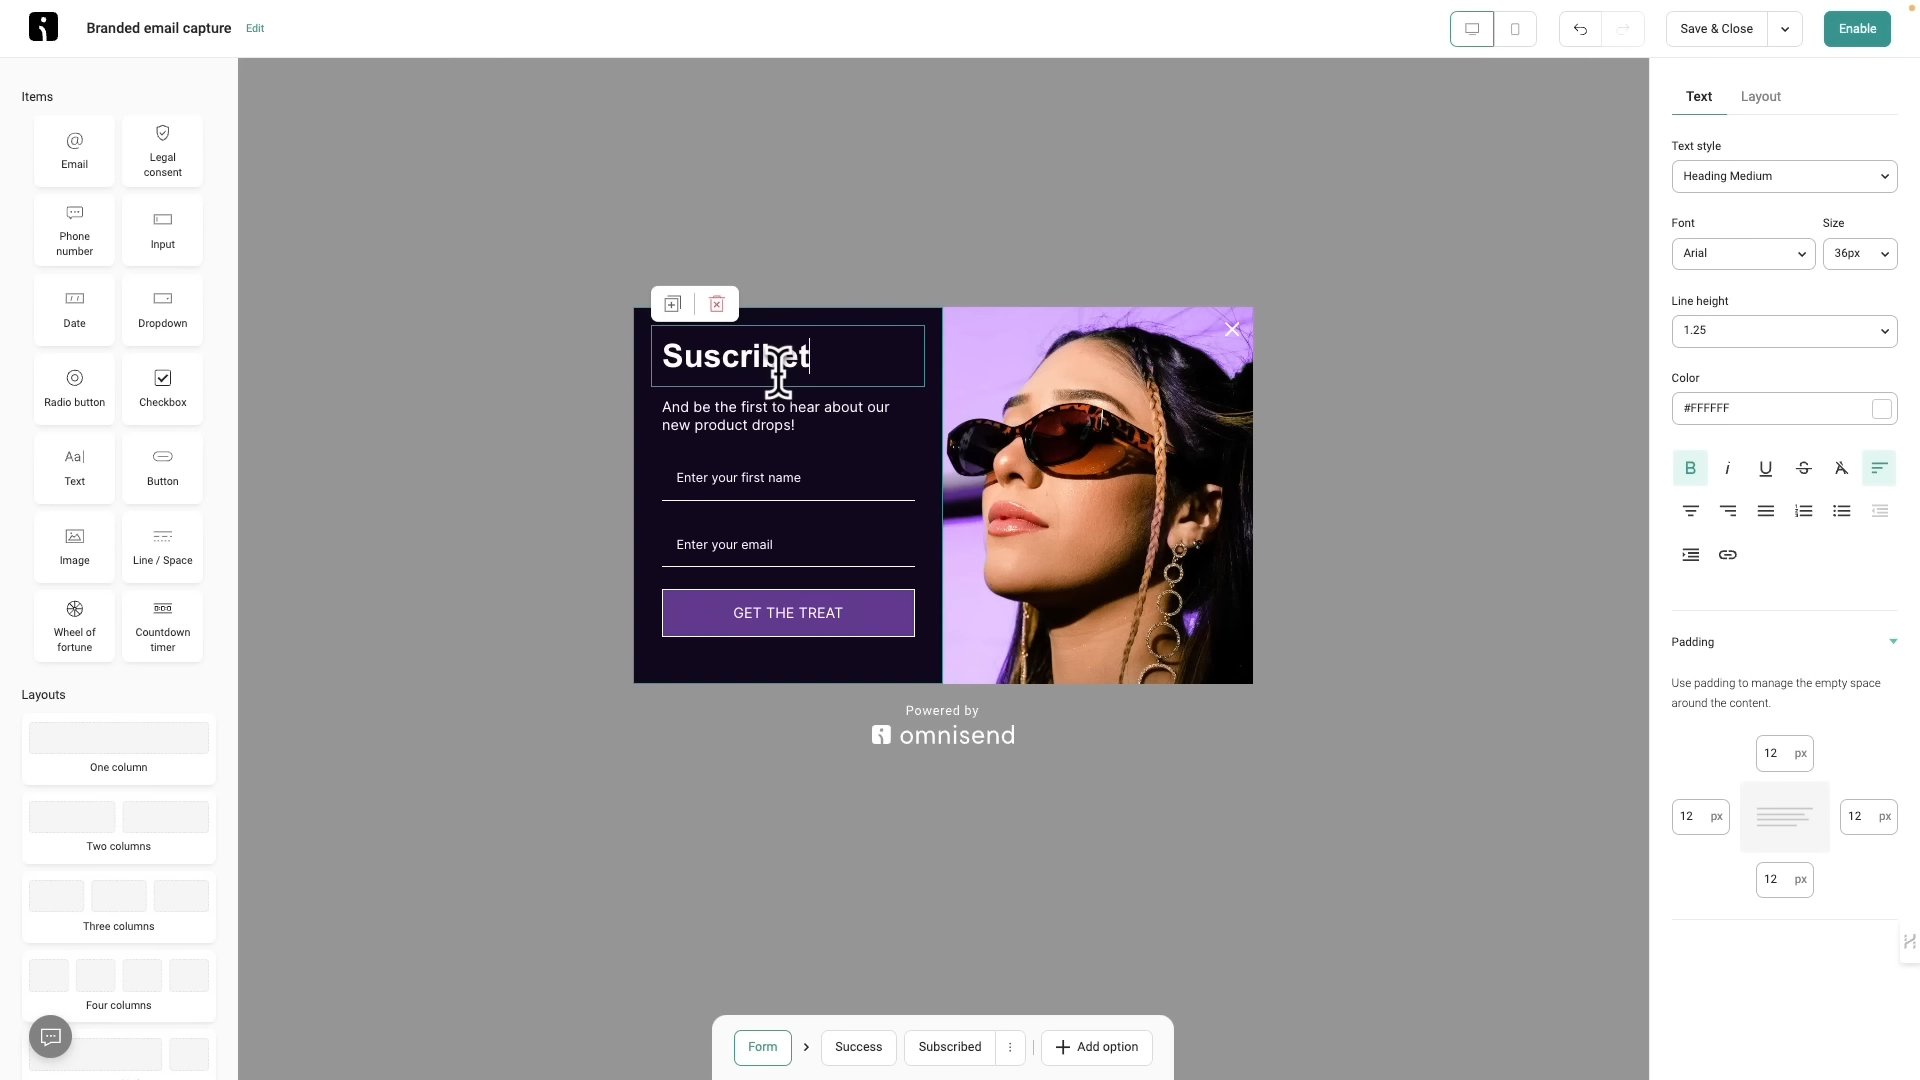 Branded email capture Edit
Save & Close
Enable
Items
Email
Legal
consent
Phone
number
Input
Date
Dropdown
Radio button
Checkbox
Aa|
Text
Button
Image
Line / Space
Wheel of
fortune
Countdown
timer
Layouts
One column
Two columns
Three columns
Four columns
Suscribet
And be the first to hear about our
new product drops!
Enter your first name
Enter your email
GET THE TREAT
Powered by
omnisend
Form
Success
Subscribed
Add option
Text Layout
Text style
Heading Medium
Font Size
Arial 36px
Line height
1.25
Color
#FFFFFF
B i U S A
Padding
Use padding to manage the empty space
around the content.
12 px
12 px
12 px
12 px